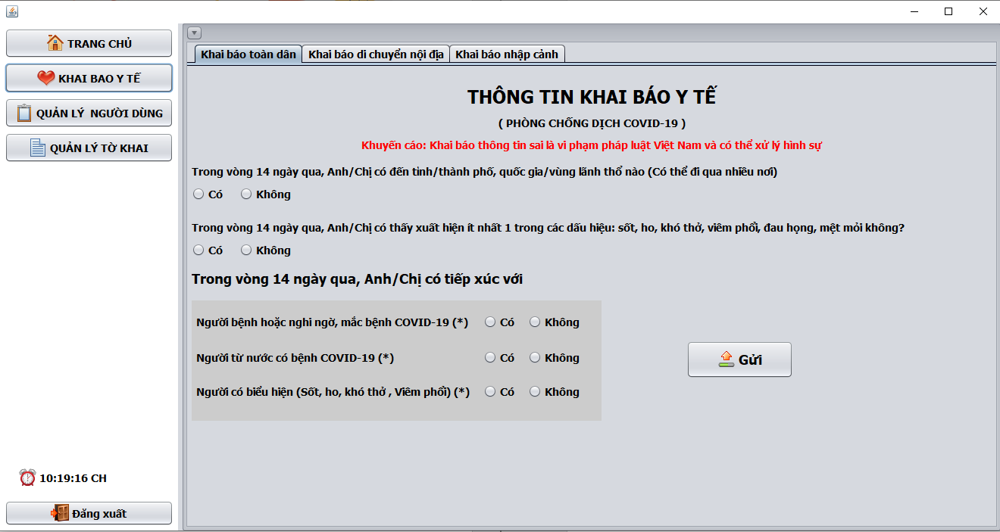 TRANG CHỦ
KHAI BAO Y TẾ
QUẢN LÝ NGƯỜI DÙNG
QUẢN LÝ TỜ KHAI
10:19:16 CH
Đăng xuất
Khai báo toàn dân Khai báo di chuyển nội địa Khai báo nhập cảnh
THÔNG TIN KHAI BÁO Y TẾ
( PHÒNG CHỐNG DỊCH COVID-19 )
Khuyến cáo: Khai báo thông tin sai là vi phạm pháp luật Việt Nam và có thể xử lý hình sự
Trong vòng 14 ngày qua, Anh/Chị có đến tỉnh/thành phố, quốc gia/vùng lãnh thổ nào (Có thể đi qua nhiều nơi)
Có Không
Trong vòng 14 ngày qua, Anh/Chị có thấy xuất hiện ít nhất 1 trong các dấu hiệu: sốt, ho, khó thở, viêm phổi, đau họng, mệt mỏi không?
Có Không
Trong vòng 14 ngày qua, Anh/Chị có tiếp xúc với
Người bệnh hoặc nghi ngờ, mắc bệnh COVID-19 (*) Có Không
Người từ nước có bệnh COVID-19 (*) Có Không
Người có biểu hiện (Sốt, ho, khó thở , Viêm phổi) (*) Có Không
Gửi